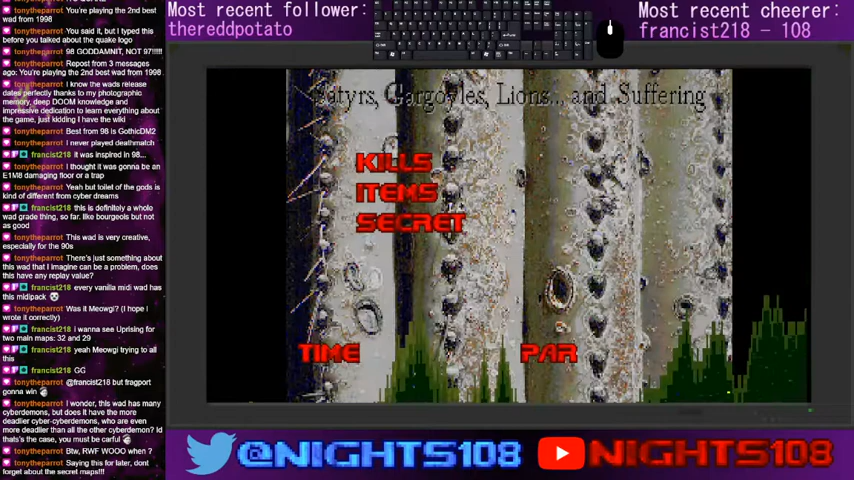 tonytheparrot: You're playing the 2nd best
wad from 1998
tonytheparrot: You said it, but I typed this
before you talked about the quake logo
tonytheparrot: 98 GODDAMNIT, NOT 97!!!!!
tonytheparrot: Repost from 3 messages
ago: You're playing the 2nd best wad from 1998
tonytheparrot: I know the wads release
dates perfectly thanks to my photographic
memory, deep DOOM knowledge and
impressive dedication to learn everything about
the game, just kidding I have the wiki
tonytheparrot: Best from 98 is GothicDM2
tonytheparrot: I never played deathmatch
francist218: it was inspired in 98...
tonytheparrot: I thought it was gonna be an
E1M8 damaging floor or a trap
tonytheparrot: Yeah but toilet of the gods is
kind of different from cyber dreams
francist218: this is definitely a whole
wad grade thing, so far. like bourgeois but not
as good
tonytheparrot: This wad is very creative,
especially for the 90s
tonytheparrot: There's just something about
this wad that I imagine can be a problem, does
this have any replay value?
francist218: every vanilla midi wad has
this midipack
tonytheparrot: Was it Meowgi? (I hope I
wrote it correctly)
francist218: i wanna see Uprising for
two main maps: 32 and 29
francist218: yeah Meowgi trying to all
this
francist218: GG
tonytheparrot: @francist218 but fragport
gonna win
tonytheparrot: I wonder, this wad has many
cyberdemons, but does it have the more
deadlier cyber-cyberdemons, who are even
more deadlier than all the other cyberdemon? Id
thats's the case, you must be carful
tonytheparrot: Btw, RWF WOOO when ?
tonytheparrot: Saying this for later, dont
forget about the secret maps!!!
Most recent follower:
thereddpotato
Most recent cheerer:
francist218 - 108
Satyrs, Gargoyles, Lions... and Suffering
KILLS
ITEMS
SECRET
TIME
PAR
@NIGHTS108
NIGHTS108